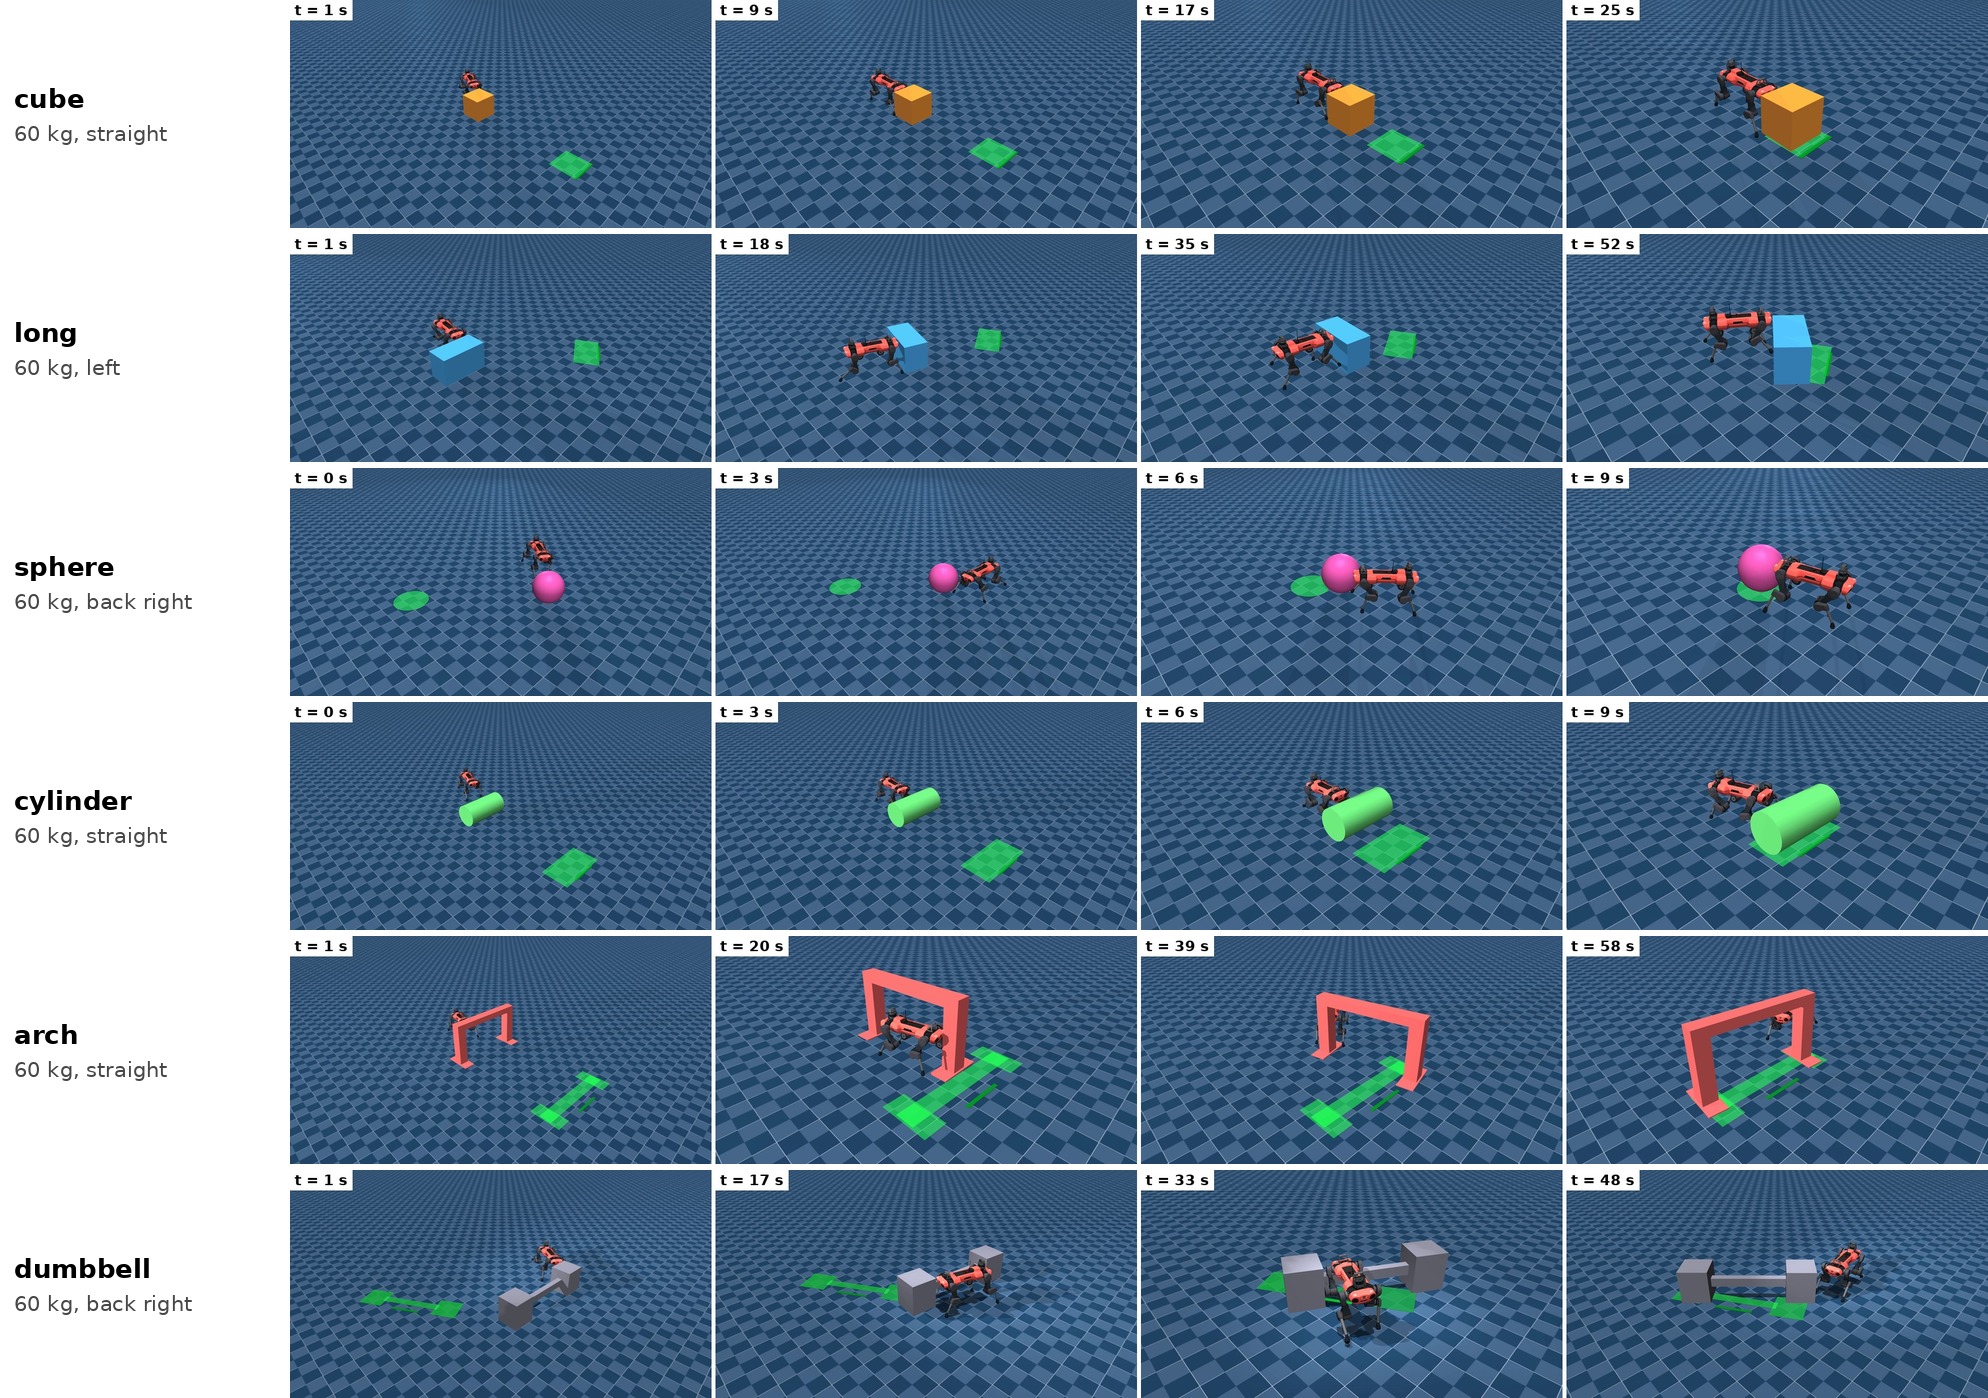 cube
60 kg, straight
t = 1 s
t = 9 s
t = 17 s
t = 25 s
long
60 kg, left
t = 1 s
t = 18 s
t = 35 s
t = 52 s
sphere
60 kg, back right
t = 0 s
t = 3 s
t = 6 s
t = 9 s
cylinder
60 kg, straight
t = 0 s
t = 3 s
t = 6 s
t = 9 s
arch
60 kg, straight
t = 1 s
t = 20 s
t = 39 s
t = 58 s
dumbbell
60 kg, back right
t = 1 s
t = 17 s
t = 33 s
t = 48 s